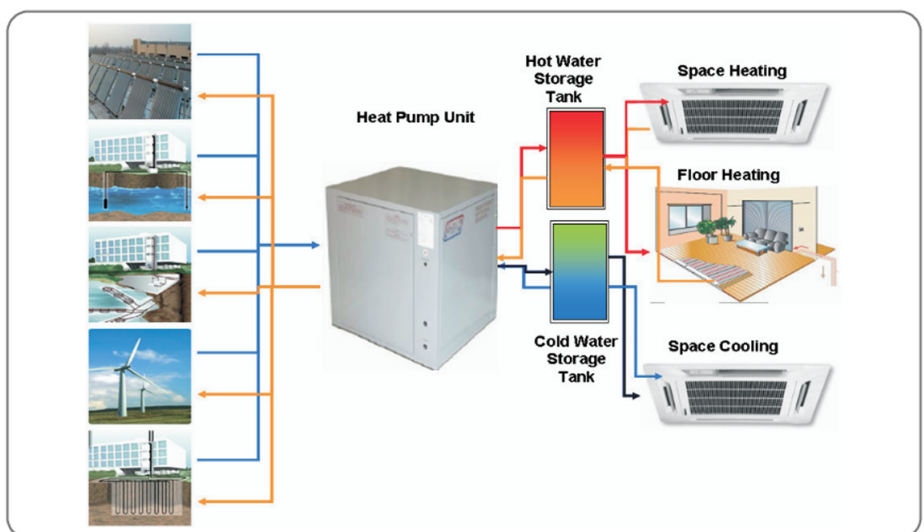 Hot Water
Storage
Tank
Space Heating
Heat Pump Unit
Floor Heating
Cold Water
Storage
Tank
Space Cooling